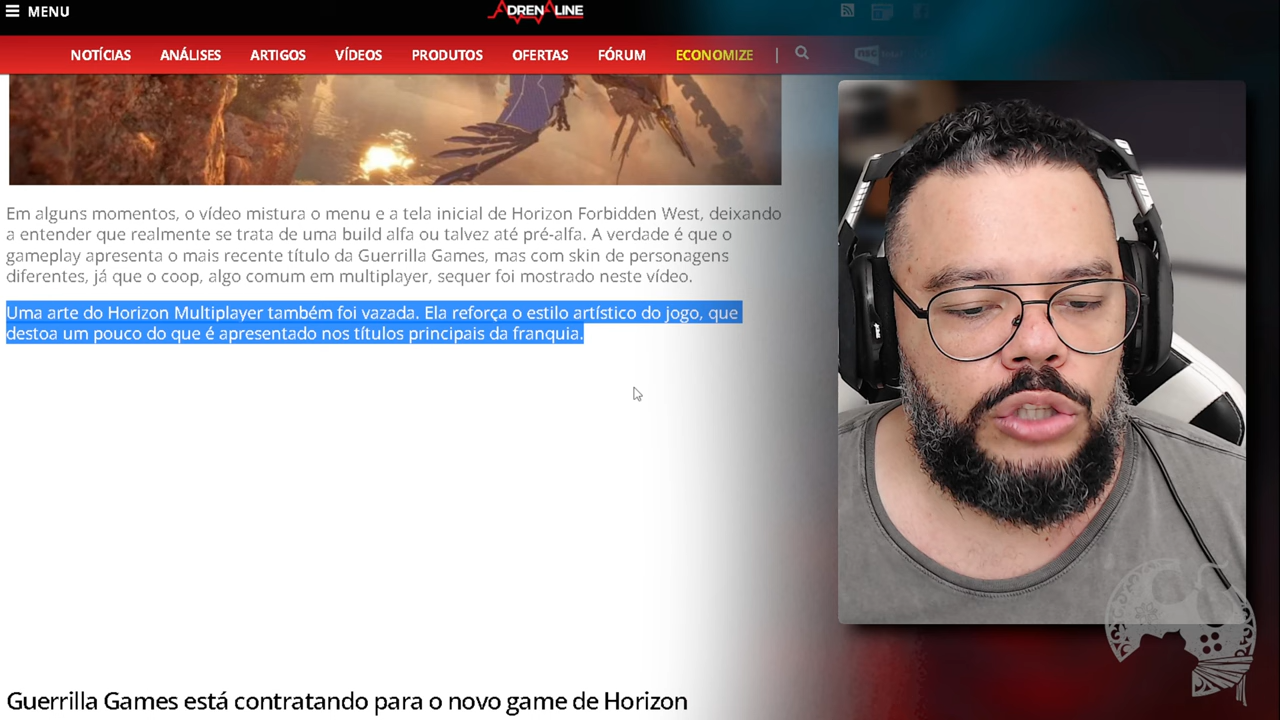 MENU
ADRENALINE
NOTÍCIAS ANÁLISES ARTIGOS VÍDEOS PRODUTOS OFERTAS FÓRUM ECONOMIZE |
nsc
Em alguns momentos, o vídeo mistura o menu e a tela inicial de Horizon Forbidden West, deixando
a entender que realmente se trata de uma build alfa ou talvez até pré-alfa. A verdade é que o
gameplay apresenta o mais recente título da Guerrilla Games, mas com skin de personagens
diferentes, já que o coop, algo comum em multiplayer, sequer foi mostrado neste vídeo.
Uma arte do Horizon Multiplayer também foi vazada. Ela reforça o estilo artístico do jogo, que
destoa um pouco do que é apresentado nos títulos principais da franquia.
Guerrilla Games está contratando para o novo game de Horizon